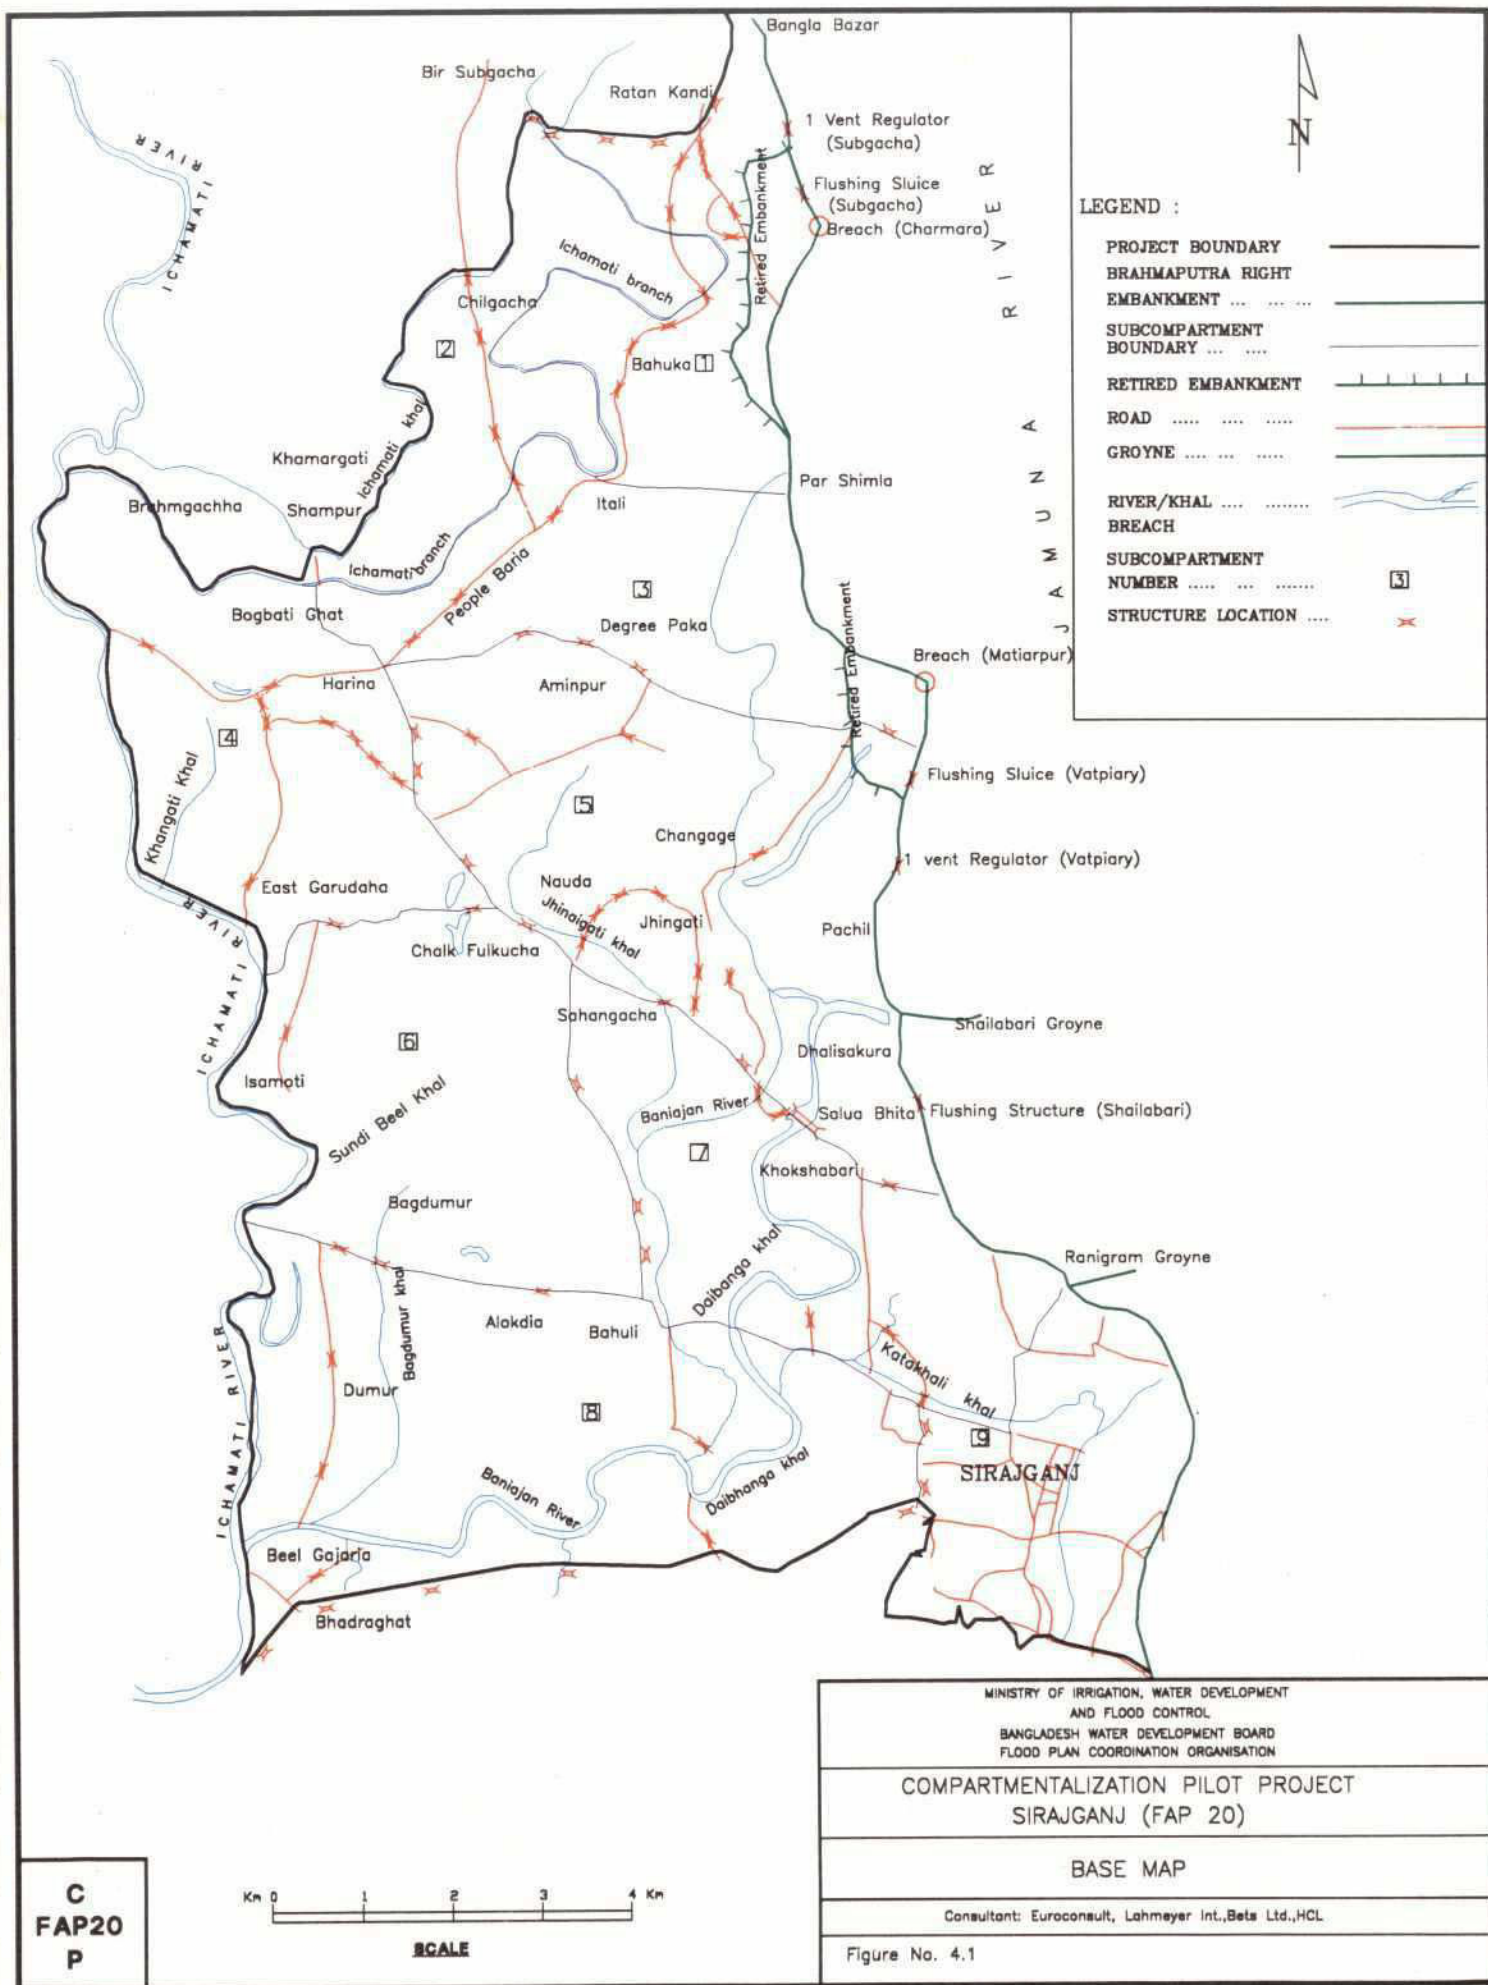 Bangla Bazar
Bir Subgacha
Ratan Kandi
1 Vent Regulator
(Subgacha)
ICHAMATI
RIVER
Retired Embankment
Flushing Sluice
(Subgacha)
Breach (Charmara)
JAMUNA RIVER
Ichamati branch
Chilgacha
2
Bahuka 1
Ichamati khal
Khamargati
Brahmgachha
Shampur
Itali
Par Shimla
Ichamati branch
People Baria
3
Bogbati Ghat
Degree Paka
Retired Embankment
Breach (Matiarpur)
Harina
Aminpur
4
Khangati Khal
Flushing Sluice (Vatpiary)
5
Changage
1 vent Regulator (Vatpiary)
East Garudaha
Nauda
Jhinaigati khal
Jhingati
Pachil
ICHAMATI RIVER
Chalk Fulkucha
Sahangacha
Shailabari Groyne
6
Dhalisakura
Isamoti
Sundi Beel Khal
Baniajan River
Salua Bhita
Flushing Structure (Shailabari)
7
Khokshabari
Bagdumur
Daibanga khal
Ranigram Groyne
Bagdumur khal
Alokdia
Bahuli
Katakhali khal
ICHAMATI RIVER
Dumur
8
9
SIRAJGANJ
Baniajan River
Daibhanga khal
Beel Gajaria
Bhadraghat
N
LEGEND :
PROJECT BOUNDARY
BRAHMAPUTRA RIGHT
EMBANKMENT ... ... ...
SUBCOMPARTMENT
BOUNDARY ... ....
RETIRED EMBANKMENT
ROAD ..... .... .....
GROYNE .... ... .....
RIVER/KHAL .... ........
BREACH
SUBCOMPARTMENT
NUMBER ..... ... ....... 3
STRUCTURE LOCATION ....
MINISTRY OF IRRIGATION, WATER DEVELOPMENT
AND FLOOD CONTROL
BANGLADESH WATER DEVELOPMENT BOARD
FLOOD PLAN COORDINATION ORGANISATION
COMPARTMENTALIZATION PILOT PROJECT
SIRAJGANJ (FAP 20)
BASE MAP
Consultant: Euroconsult, Lahmeyer Int.,Bets Ltd.,HCL
Figure No. 4.1
C
FAP20
P
Km 0 1 2 3 4 Km
SCALE